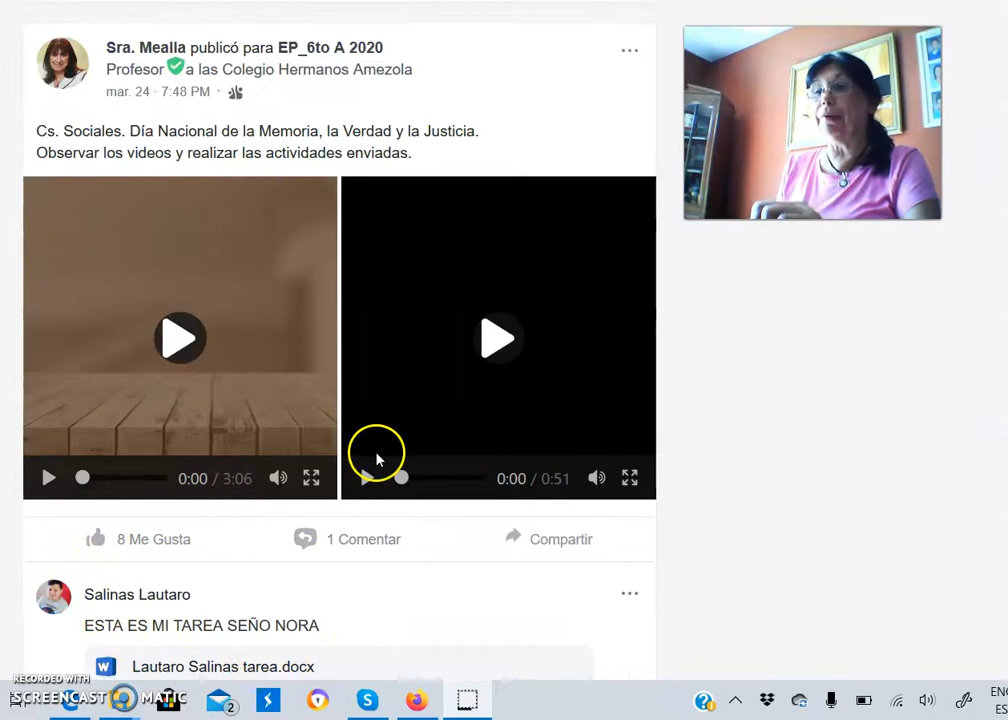 Sra. Mealla publicó para EP_6to A 2020
Profesor a las Colegio Hermanos Amezola
mar. 24 · 7:48 PM ·
Cs. Sociales. Día Nacional de la Memoria, la Verdad y la Justicia.
Observar los videos y realizar las actividades enviadas.
0:00 / 3:06
0:00 / 0:51
8 Me Gusta
1 Comentar
Compartir
Salinas Lautaro
ESTA ES MI TAREA SEÑO NORA
Lautaro Salinas tarea.docx
RECORDED WITH
SCREENCAST MATIC
2
ENG
ES